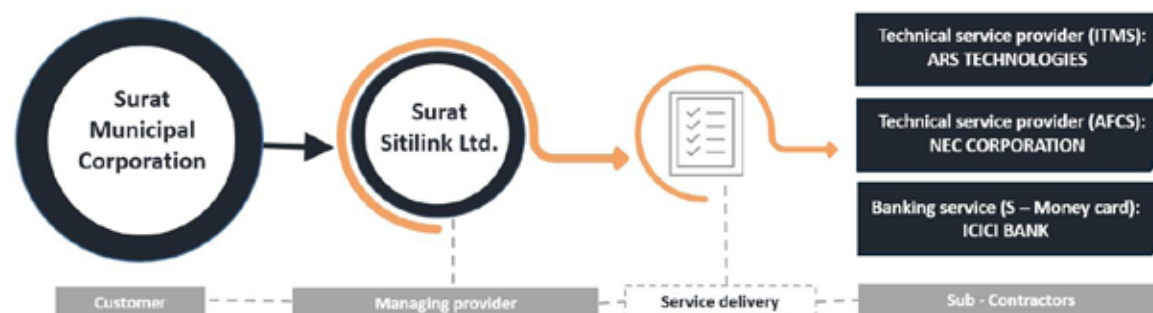 Surat
Municipal
Corporation
Surat
Sitilink Ltd.
Technical service provider (ITMS):
ARS TECHNOLOGIES
Technical service provider (AFCS):
NEC CORPORATION
Banking service (S – Money card):
ICICI BANK
Customer
Managing provider
Service delivery
Sub - Contractors